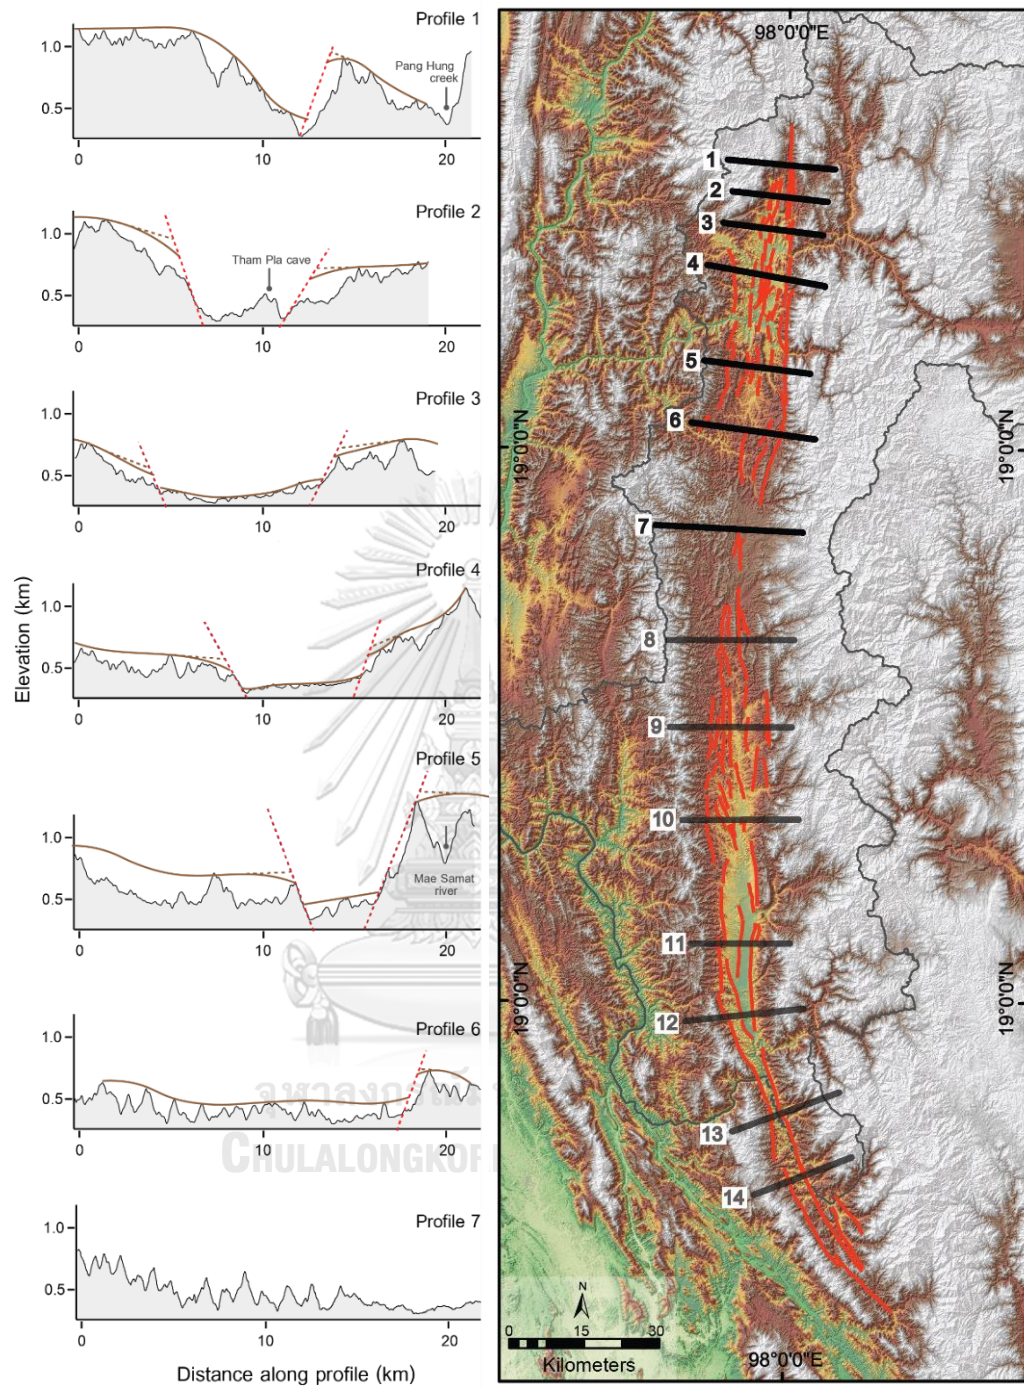 Profile 1
1.0
0.5
Pang Hung
creek
0
10
20
Profile 2
1.0
0.5
Tham Pla cave
0
10
20
Profile 3
1.0
0.5
0
10
20
Profile 4
1.0
0.5
0
10
20
Profile 5
1.0
0.5
Mae Samat
river
0
10
20
Profile 6
1.0
0.5
0
10
20
Profile 7
1.0
0.5
0
10
20
Elevation (km)
Distance along profile (km)
CHULALONGKOR
98°0'0"E
1
2
3
4
5
6
7
8
9
10
11
12
13
14
19°0'0"N
19°0'0"N
19°0'0"N
19°0'0"N
N
0
15
30
Kilometers
98°0'0"E